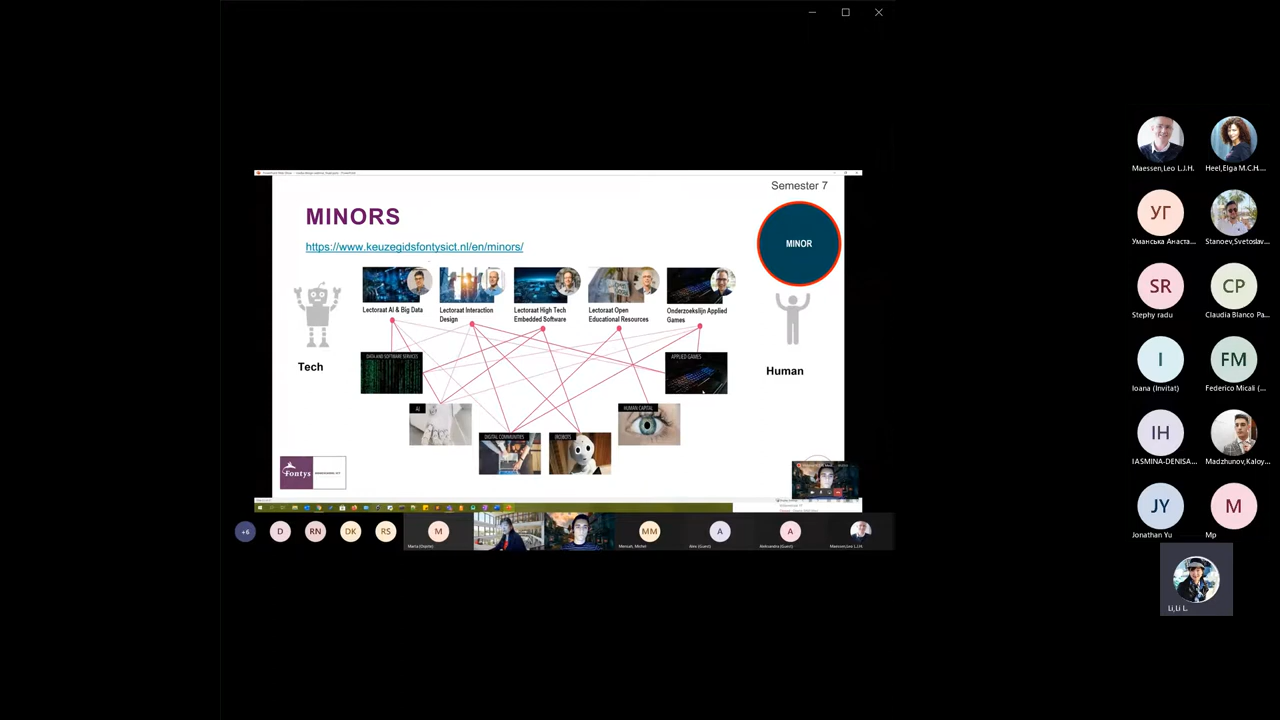 Semester 7
MINORS
https://www.keuzegidsfontysict.nl/en/minors/
MINOR
Lectoraat AI & Big Data
Lectoraat Interaction
Design
Lectoraat High Tech
Embedded Software
Lectoraat Open
Educational Resources
Onderzoekslijn Applied
Games
Tech
Human
DATA AND SOFTWARE SERVICES
APPLIED GAMES
AI
HUMAN CAPITAL
DIGITAL COMMUNITIES
Fontys
+6
D
RN
DK
RS
M
MM
A
A
Maessen,Leo L.J.H.
Maessen,Leo L.J.H.
Heel,Elga M.C.H....
УГ
Уманська Анаста...
Stanoev,Svetoslav...
SR
Stephy radu
CP
Claudia Blanco Pa...
I
Ioana (Invitat)
FM
Federico Micali (...
IH
IASMINA-DENISA...
Madzhunov,Kaloy...
JY
Jonathan Yu
M
Mp
Li,Li L.